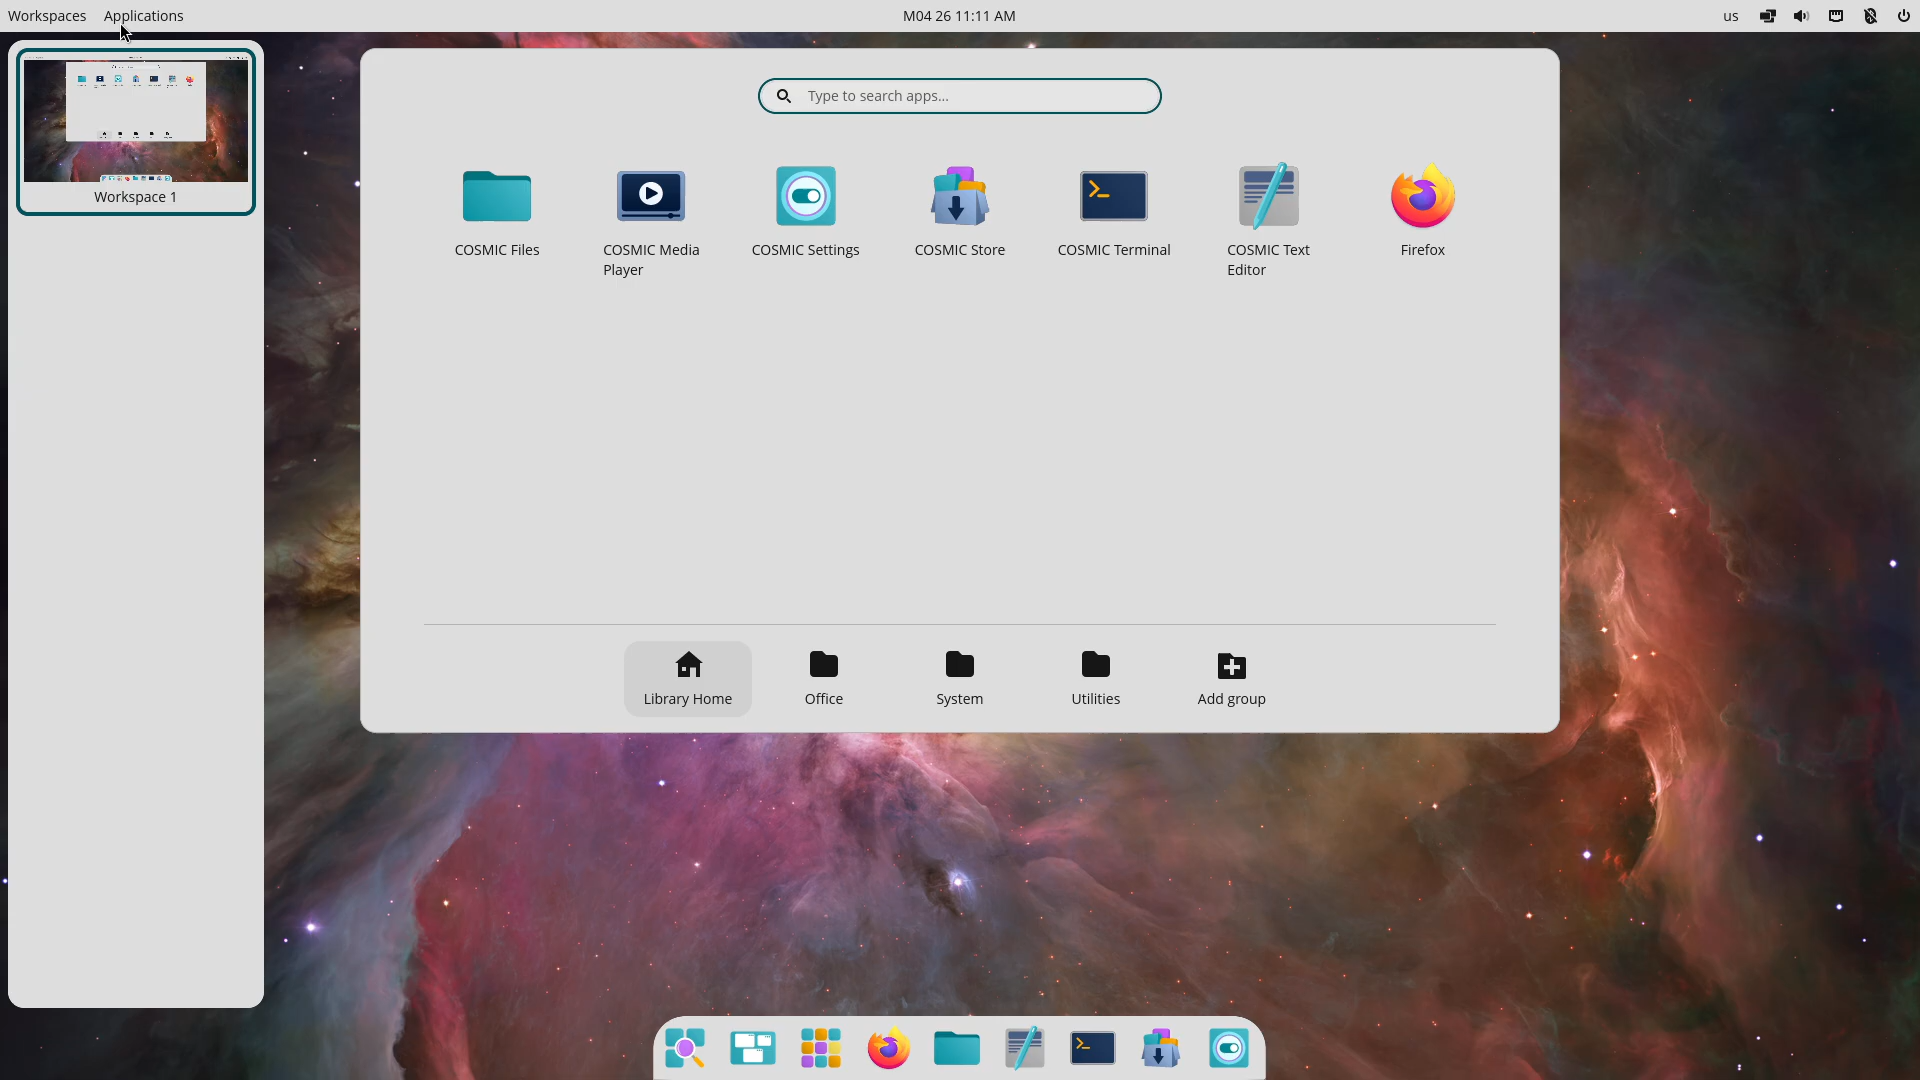 Workspaces Applications M04 26 11:11 AM us
Workspace 1
Type to search apps...
COSMIC Files
COSMIC Media
Player
COSMIC Settings
COSMIC Store
COSMIC Terminal
COSMIC Text
Editor
Firefox
Library Home
Office
System
Utilities
Add group